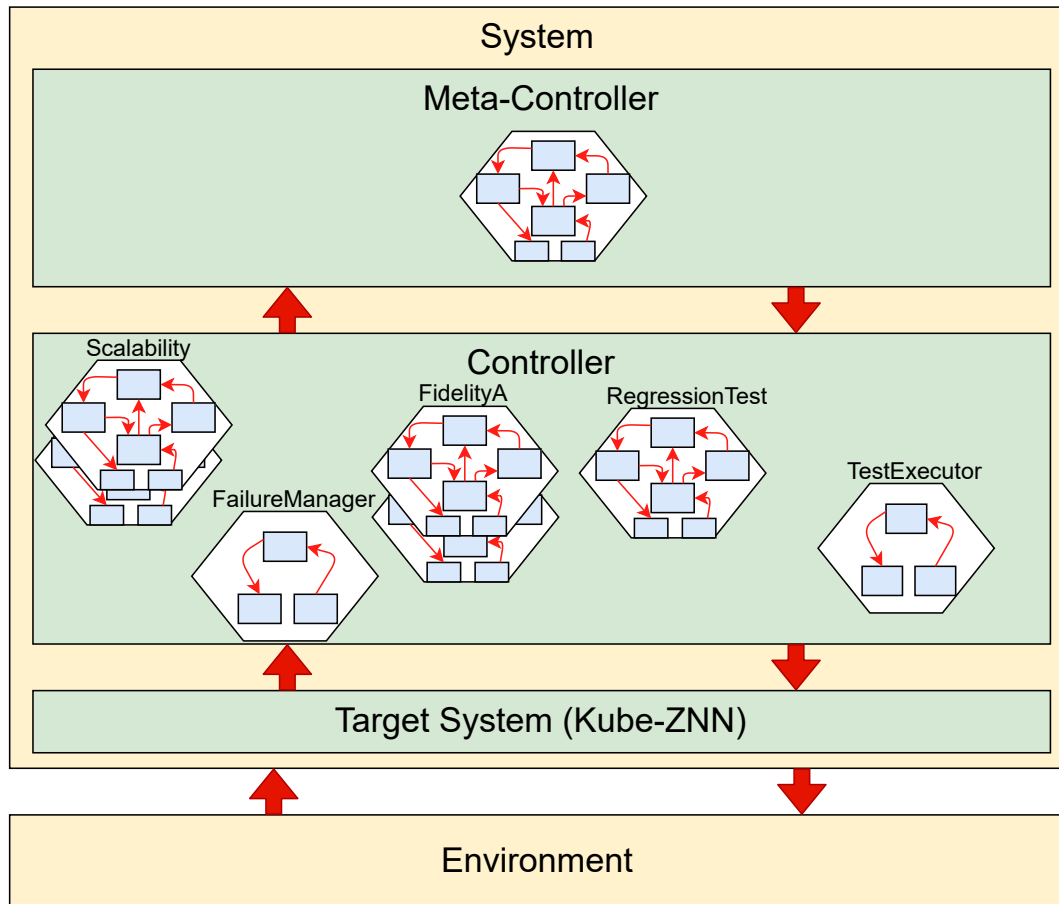 System
Meta-Controller
Scalability
Controller
FidelityA
RegressionTest
TestExecutor
FailureManager
Target System (Kube-ZNN)
Environment